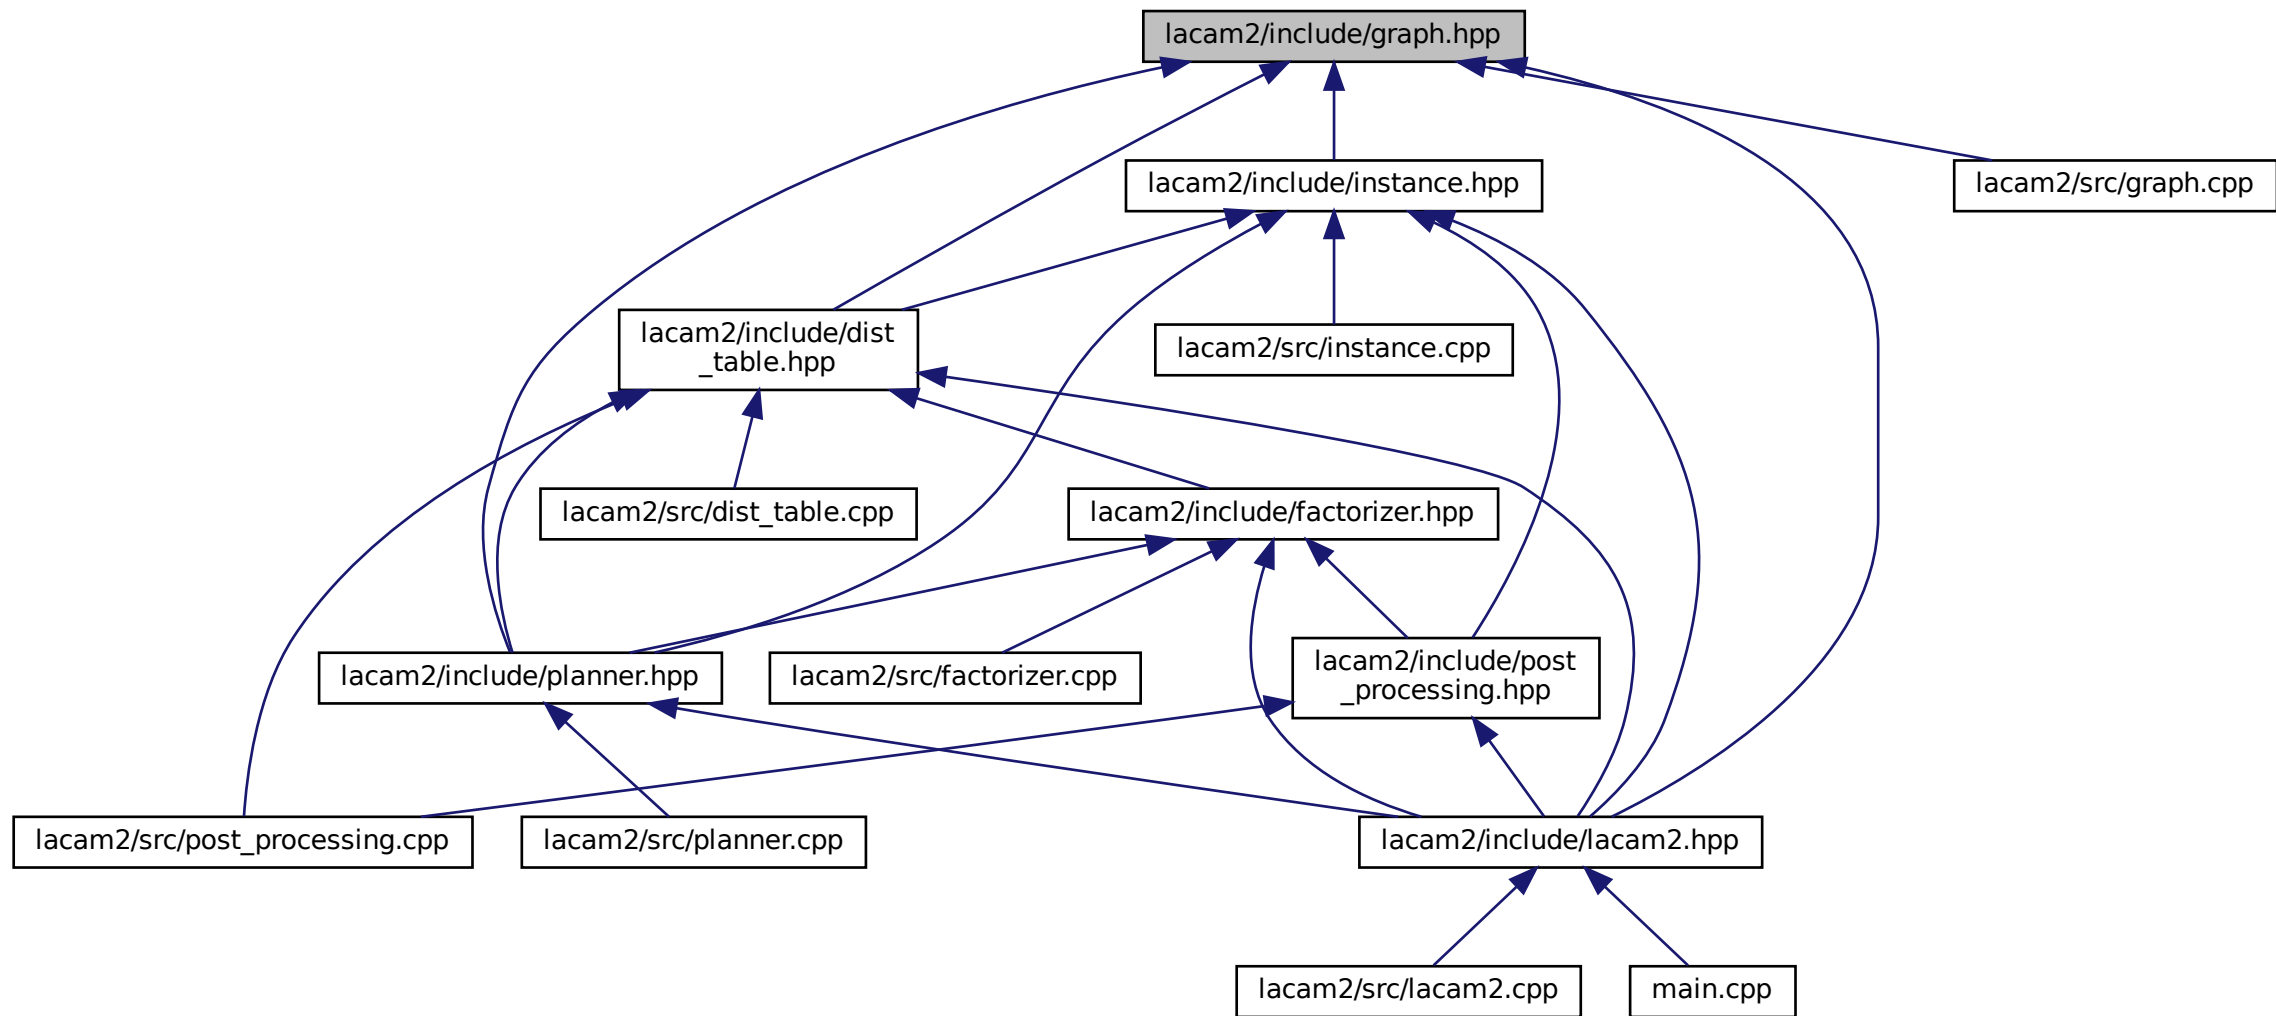 lacam2/include/graph.hpp
lacam2/include/instance.hpp
lacam2/src/graph.cpp
lacam2/include/dist
_table.hpp
lacam2/src/instance.cpp
lacam2/src/dist_table.cpp
lacam2/include/factorizer.hpp
lacam2/include/planner.hpp
lacam2/src/factorizer.cpp
lacam2/include/post
_processing.hpp
lacam2/src/post_processing.cpp
lacam2/src/planner.cpp
lacam2/include/lacam2.hpp
lacam2/src/lacam2.cpp
main.cpp